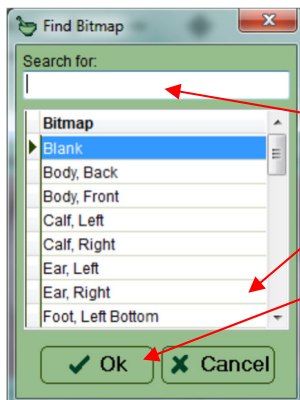 Find Bitmap
Search for:
Bitmap
Blank
Body, Back
Body, Front
Calf, Left
Calf, Right
Ear, Left
Ear, Right
Foot, Left Bottom
Ok
Cancel